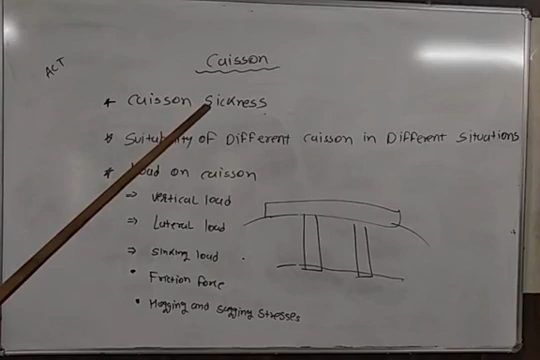 ACT
Caisson
Caisson Sickness
Suitability of Different caisson in Different Situations
Load on caisson
⇒ vertical load
⇒ Lateral load
⇒ Sinking load
• Friction force
• Hogging and Sagging Stresses